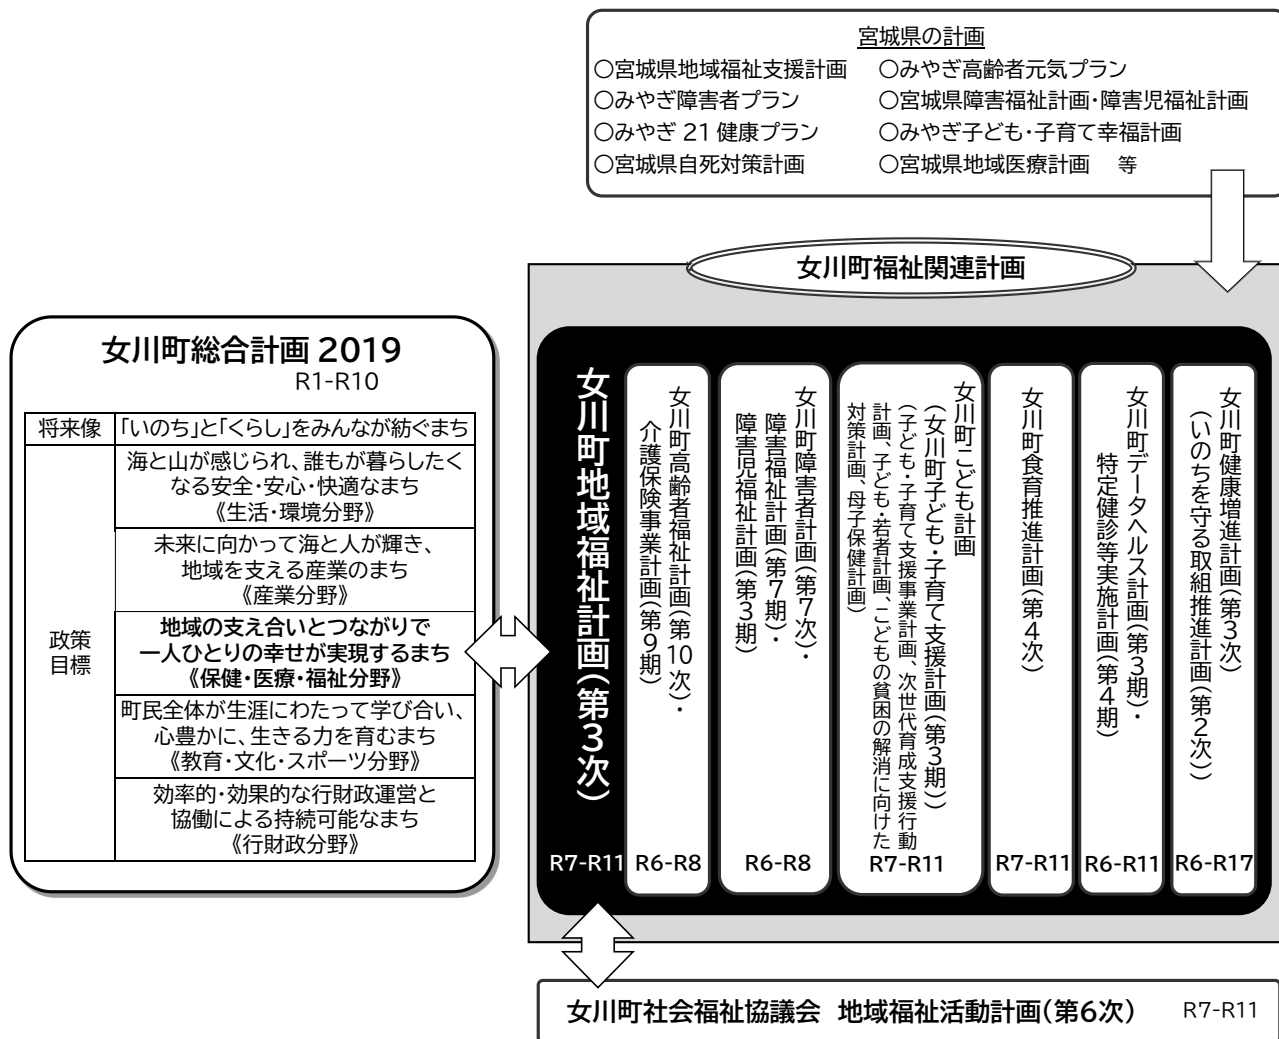 宮城県の計画
○宮城県地域福祉支援計画　○みやぎ高齢者元気プラン
○みやぎ障害者プラン　○宮城県障害福祉計画・障害児福祉計画
○みやぎ 21 健康プラン　○みやぎ子ども・子育て幸福計画
○宮城県自死対策計画　○宮城県地域医療計画　等
女川町福祉関連計画
女川町総合計画 2019
R1-R10
将来像　「いのち」と「くらし」をみんなが紡ぐまち
政策
目標
海と山が感じられ、誰もが暮らしたく
なる安全・安心・快適なまち
《生活・環境分野》
未来に向かって海と人が輝き、
地域を支える産業のまち
《産業分野》
地域の支え合いとつながりで
一人ひとりの幸せが実現するまち
《保健・医療・福祉分野》
町民全体が生涯にわたって学び合い、
心豊かに、生きる力を育むまち
《教育・文化・スポーツ分野》
効率的・効果的な行財政運営と
協働による持続可能なまち
《行財政分野》
女川町地域福祉計画(第3次)
R7-R11
女川町高齢者福祉計画(第10次)・
介護保険事業計画(第9期)
R6-R8
女川町障害者計画(第7次)・
障害福祉計画(第7期)・
障害児福祉計画(第3期)
R6-R8
女川町こども計画
(女川町子ども・子育て支援計画(第3期))
(子ども・子育て支援事業計画、次世代育成支援行動
計画、子ども・若者計画、こどもの貧困の解消に向けた
対策計画、母子保健計画)
R7-R11
女川町食育推進計画(第4次)
R7-R11
女川町データヘルス計画(第3期)・
特定健診等実施計画(第4期)
R6-R11
女川町健康増進計画(第3次)
(いのちを守る取組推進計画(第2次))
R6-R17
女川町社会福祉協議会　地域福祉活動計画(第6次)　R7-R11